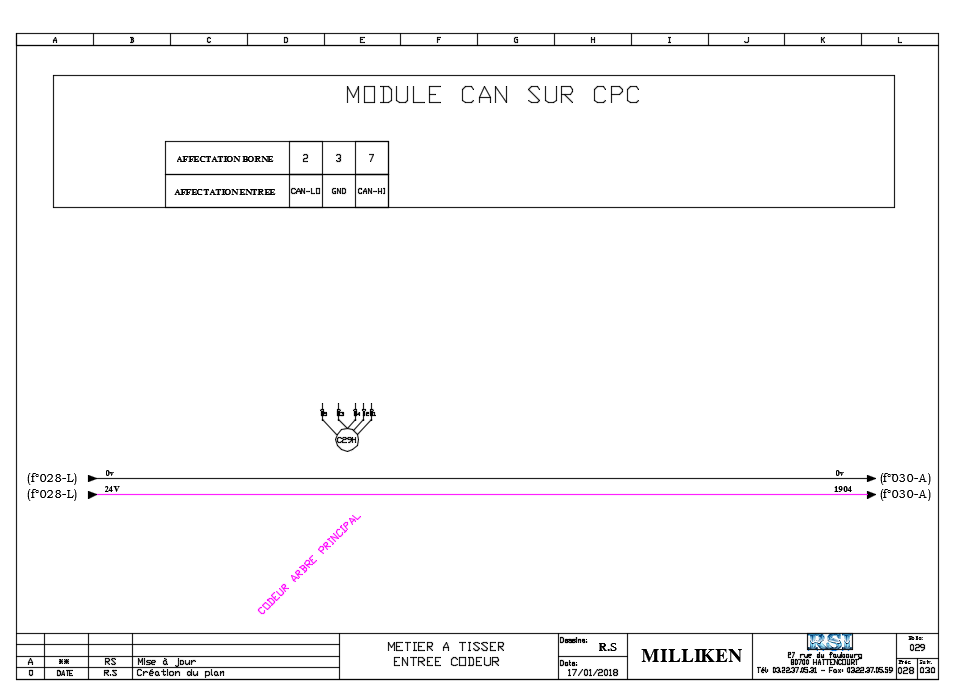 A B C D E F G H I J K L
MODULE CAN SUR CPC
AFFECTATION BORNE 2 3 7
AFFECTATION ENTREE CAN-LO GND CAN-HI
C29H
(f°028-L) 0v 0v (f°030-A)
(f°028-L) 24V 1904 (f°030-A)
CODEUR ARBRE PRINCIPAL
A ** RS Mise à jour
0 DATE R.S Création du plan
METIER A TISSER
ENTREE CODEUR
Dessine: R.S
Date: 17/01/2018
MILLIKEN
RSI
27 rue du faubourg
80700 HATTENCOURT
Tél: 03.22.37.05.31 - Fax: 03.22.37.05.59
Folio: 029
Préc. 028
Suiv. 030